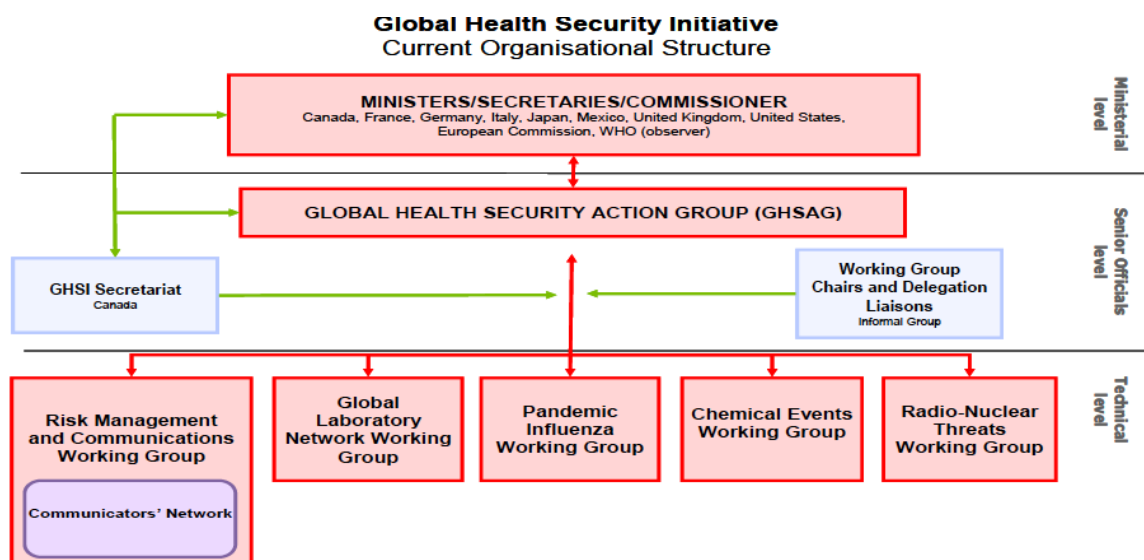 Global Health Security Initiative
Current Organisational Structure
MINISTERS/SECRETARIES/COMMISSIONER
Canada, France, Germany, Italy, Japan, Mexico, United Kingdom, United States,
European Commission, WHO (observer)
Ministerial
level
GLOBAL HEALTH SECURITY ACTION GROUP (GHSAG)
GHSI Secretariat
Canada
Working Group
Chairs and Delegation
Liaisons
Informal Group
Senior Officials
level
Risk Management
and Communications
Working Group
Communicators' Network
Global
Laboratory
Network Working
Group
Pandemic
Influenza
Working Group
Chemical Events
Working Group
Radio-Nuclear
Threats
Working Group
Technical
level